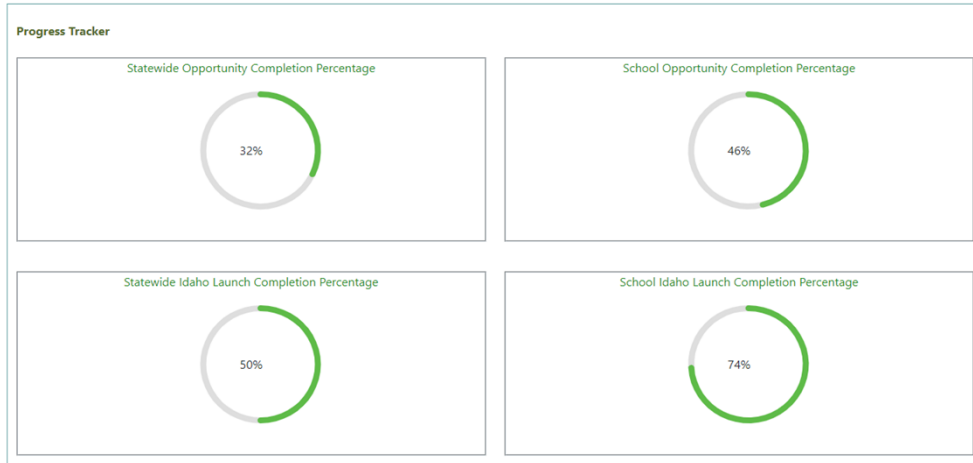 Progress Tracker
Statewide Opportunity Completion Percentage
32%
School Opportunity Completion Percentage
46%
Statewide Idaho Launch Completion Percentage
50%
School Idaho Launch Completion Percentage
74%